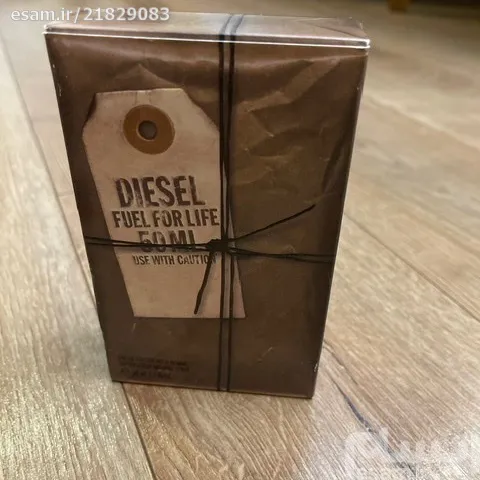 esam.ir/21829083
DIESEL
FUEL FOR LIFE
50 ML
USE WITH CAUTION